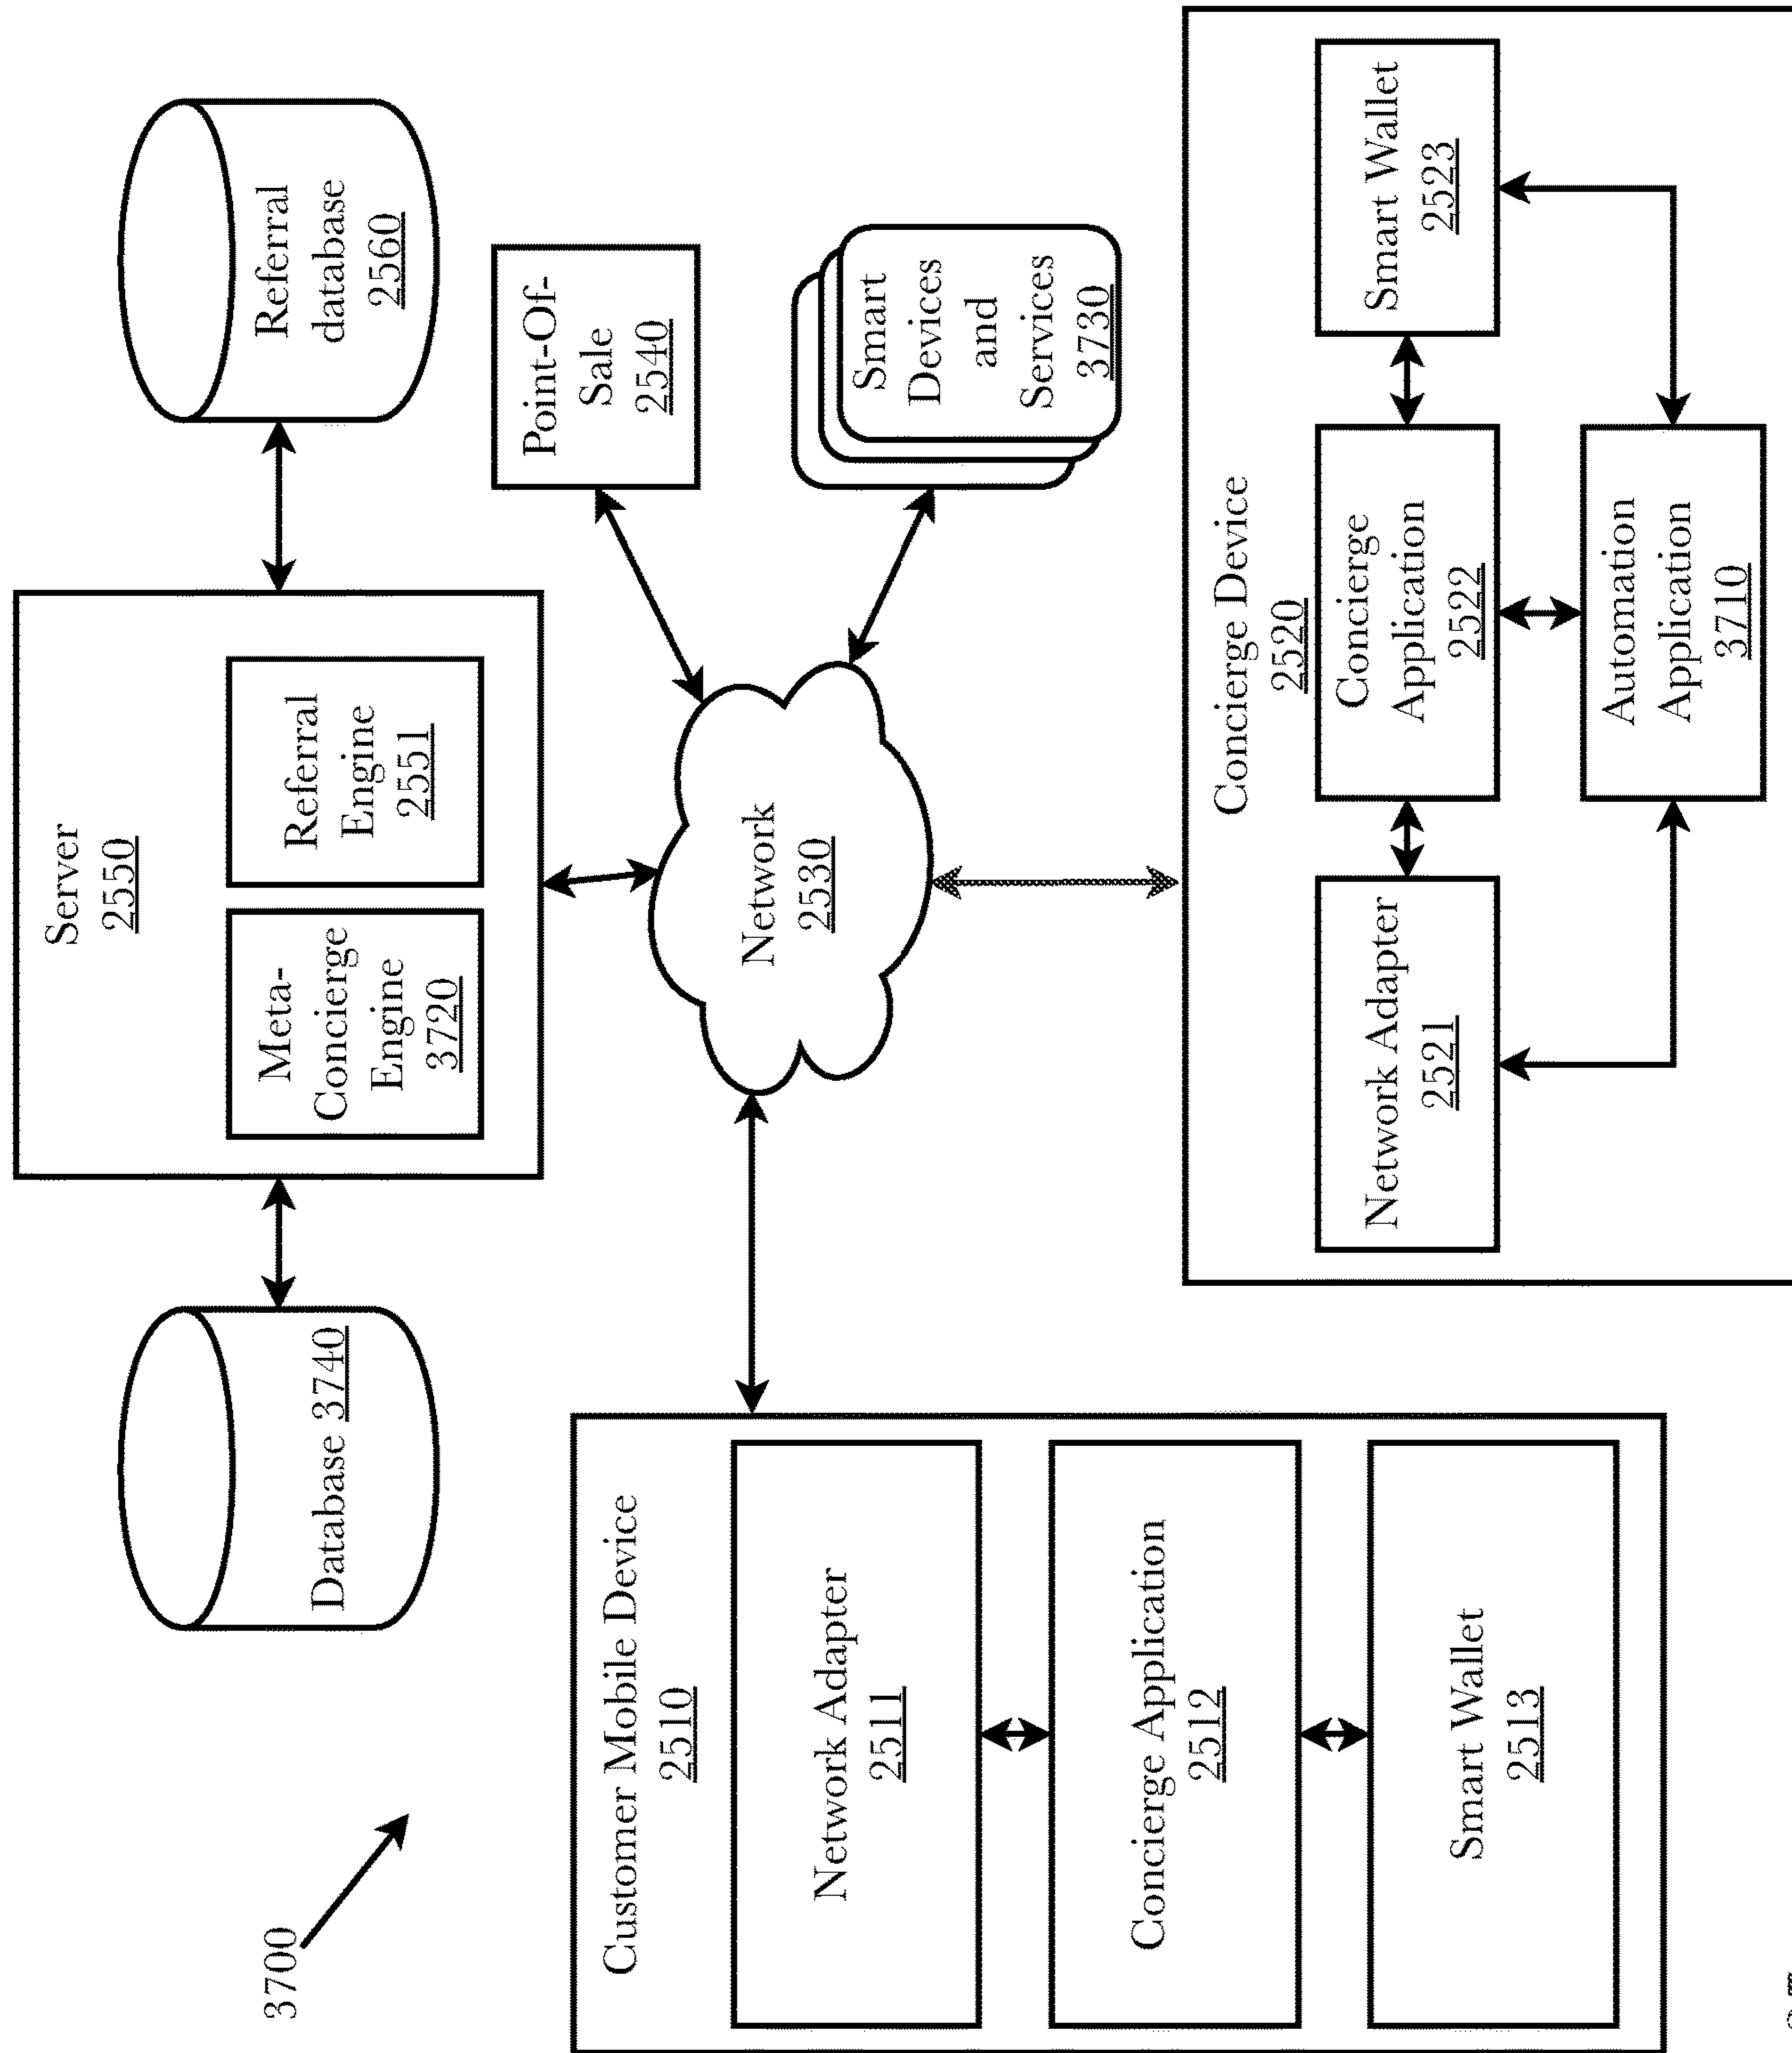 3700
Database 3740
Server
2550
Meta-
Concierge
Engine
3720
Referral
Engine
2551
Referral
database
2560
Customer Mobile Device
2510
Network Adapter
2511
Concierge Application
2512
Smart Wallet
2513
Network
2530
Point-Of-
Sale
2540
Smart
Devices
and
Services
3730
Concierge Device
2520
Network Adapter
2521
Concierge
Application
2522
Smart Wallet
2523
Automation
Application
3710